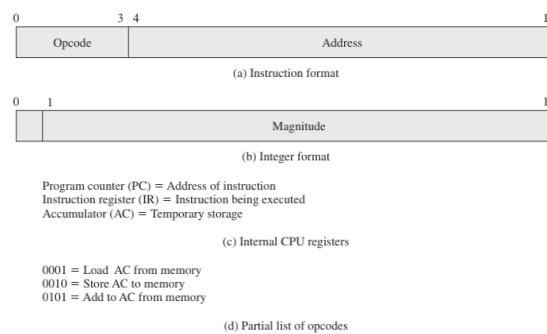 0 3 4
Opcode Address
(a) Instruction format
0 1
Magnitude
(b) Integer format
Program counter (PC) = Address of instruction
Instruction register (IR) = Instruction being executed
Accumulator (AC) = Temporary storage
(c) Internal CPU registers
0001 = Load AC from memory
0010 = Store AC to memory
0101 = Add to AC from memory
(d) Partial list of opcodes